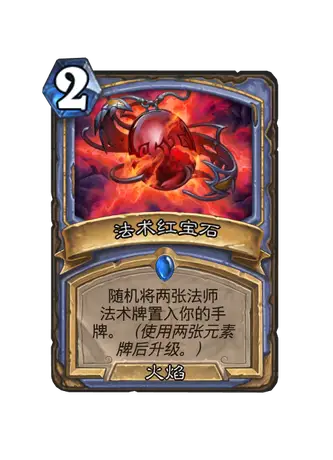 2
法术红宝石
随机将两张法师
法术牌置入你的手
牌。（使用两张元素
牌后升级。）
火焰